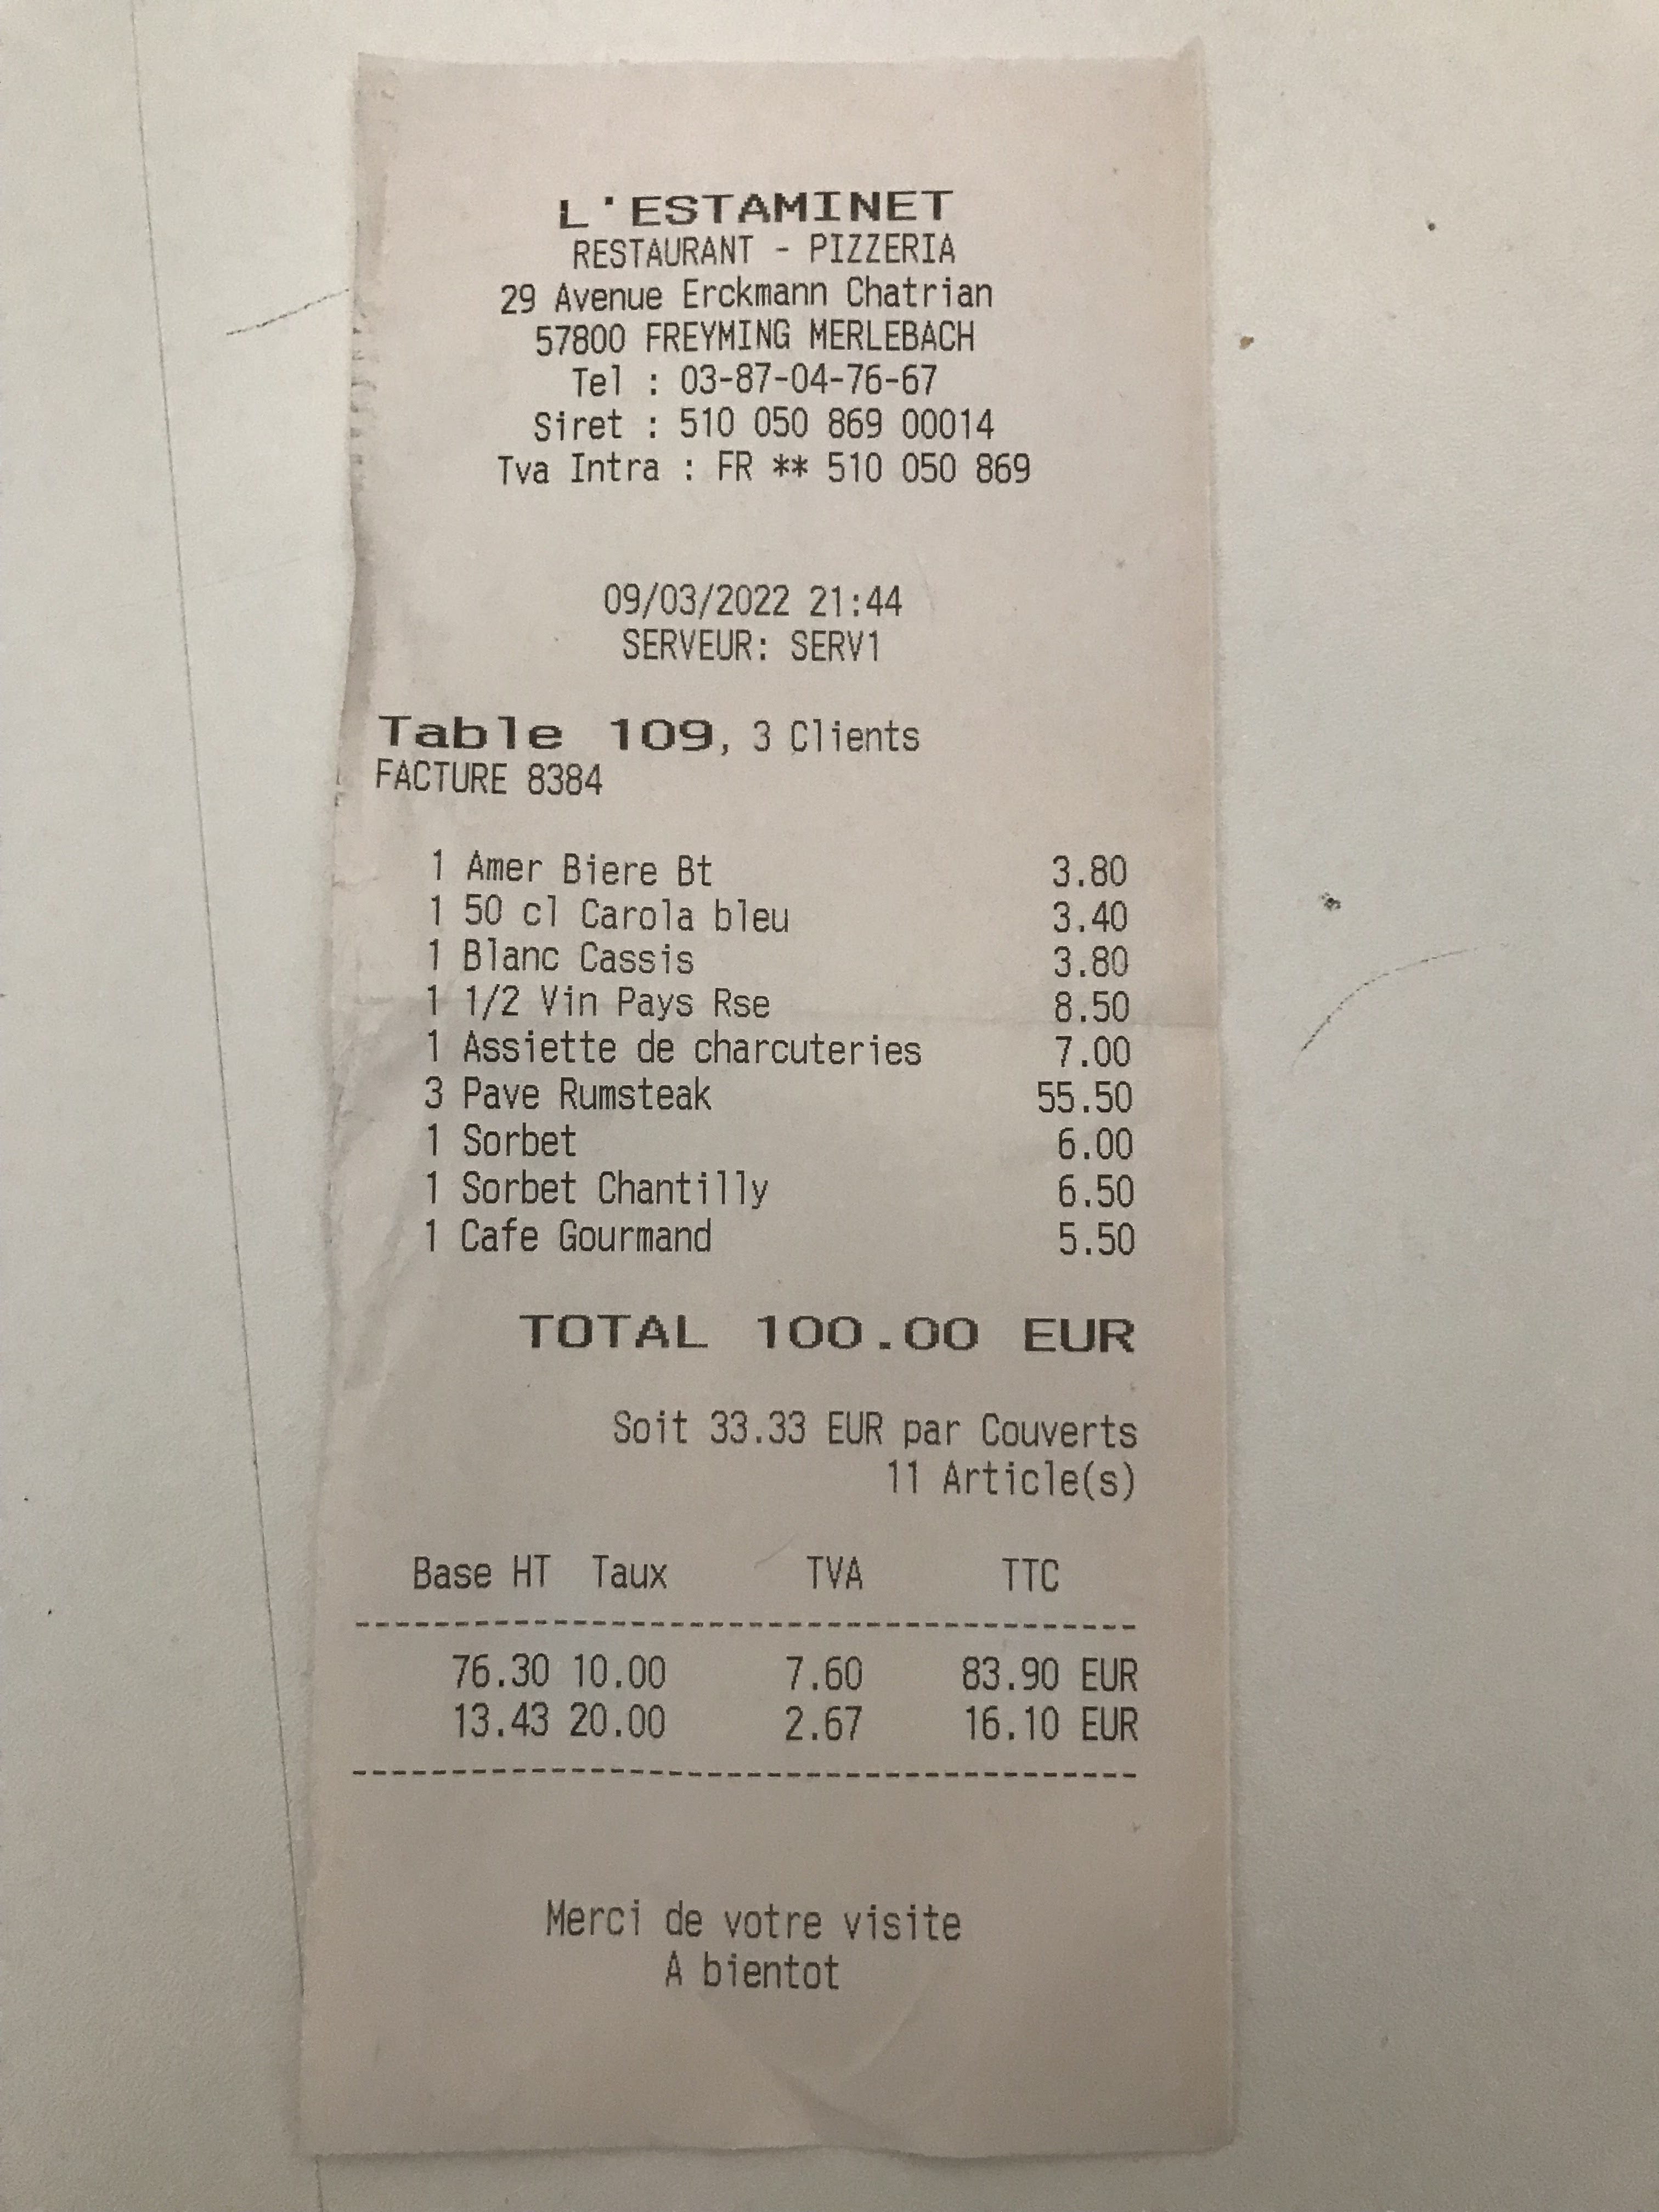 L'ESTAMINET
RESTAURANT - PIZZERIA
29 Avenue Erckmann Chatrian
57800 FREYMING MERLEBACH
Tel : 03-87-04-76-67
Siret : 510 050 869 00014
Tva Intra : FR ** 510 050 869
09/03/2022 21:44
SERVEUR: SERV1
Table 109, 3 Clients
FACTURE 8384
1 Amer Biere Bt 3.80
1 50 cl Carola bleu 3.40
1 Blanc Cassis 3.80
1 1/2 Vin Pays Rse 8.50
1 Assiette de charcuteries 7.00
3 Pave Rumsteak 55.50
1 Sorbet 6.00
1 Sorbet Chantilly 6.50
1 Cafe Gourmand 5.50
TOTAL 100.00 EUR
Soit 33.33 EUR par Couverts
11 Article(s)
Base HT Taux TVA TTC
----------------------------------------
76.30 10.00 7.60 83.90 EUR
13.43 20.00 2.67 16.10 EUR
----------------------------------------
Merci de votre visite
A bientot